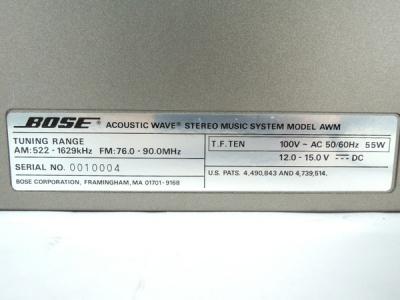 BOSE ACOUSTIC WAVE® STEREO MUSIC SYSTEM MODEL AWM
TUNING RANGE
AM:522 - 1629kHz FM:76.0 - 90.0MHz
SERIAL NO. 0010004
BOSE CORPORATION, FRAMINGHAM, MA 01701-9168
T.F.TEN 100V~ AC 50/60Hz 55W
12.0 - 15.0 V ⎓ DC
U.S. PATS. 4,490,843 AND 4,739,514.